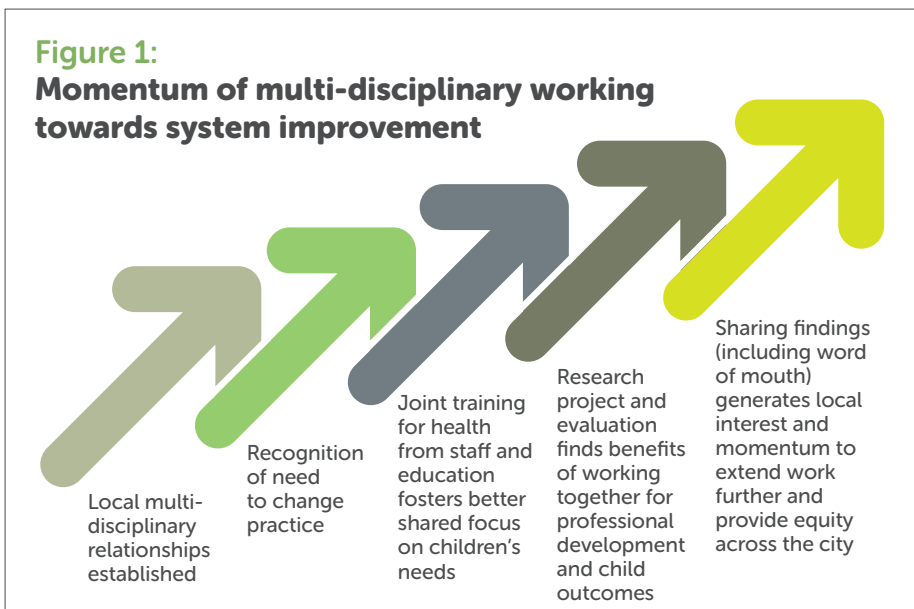 Figure 1:
Momentum of multi-disciplinary working
towards system improvement
Local multi-
disciplinary
relationships
established
Recognition
of need
to change
practice
Joint training
for health
from staff and
education
fosters better
shared focus
on children’s
needs
Research
project and
evaluation
finds benefits
of working
together for
professional
development
and child
outcomes
Sharing findings
(including word
of mouth)
generates local
interest and
momentum to
extend work
further and
provide equity
across the city